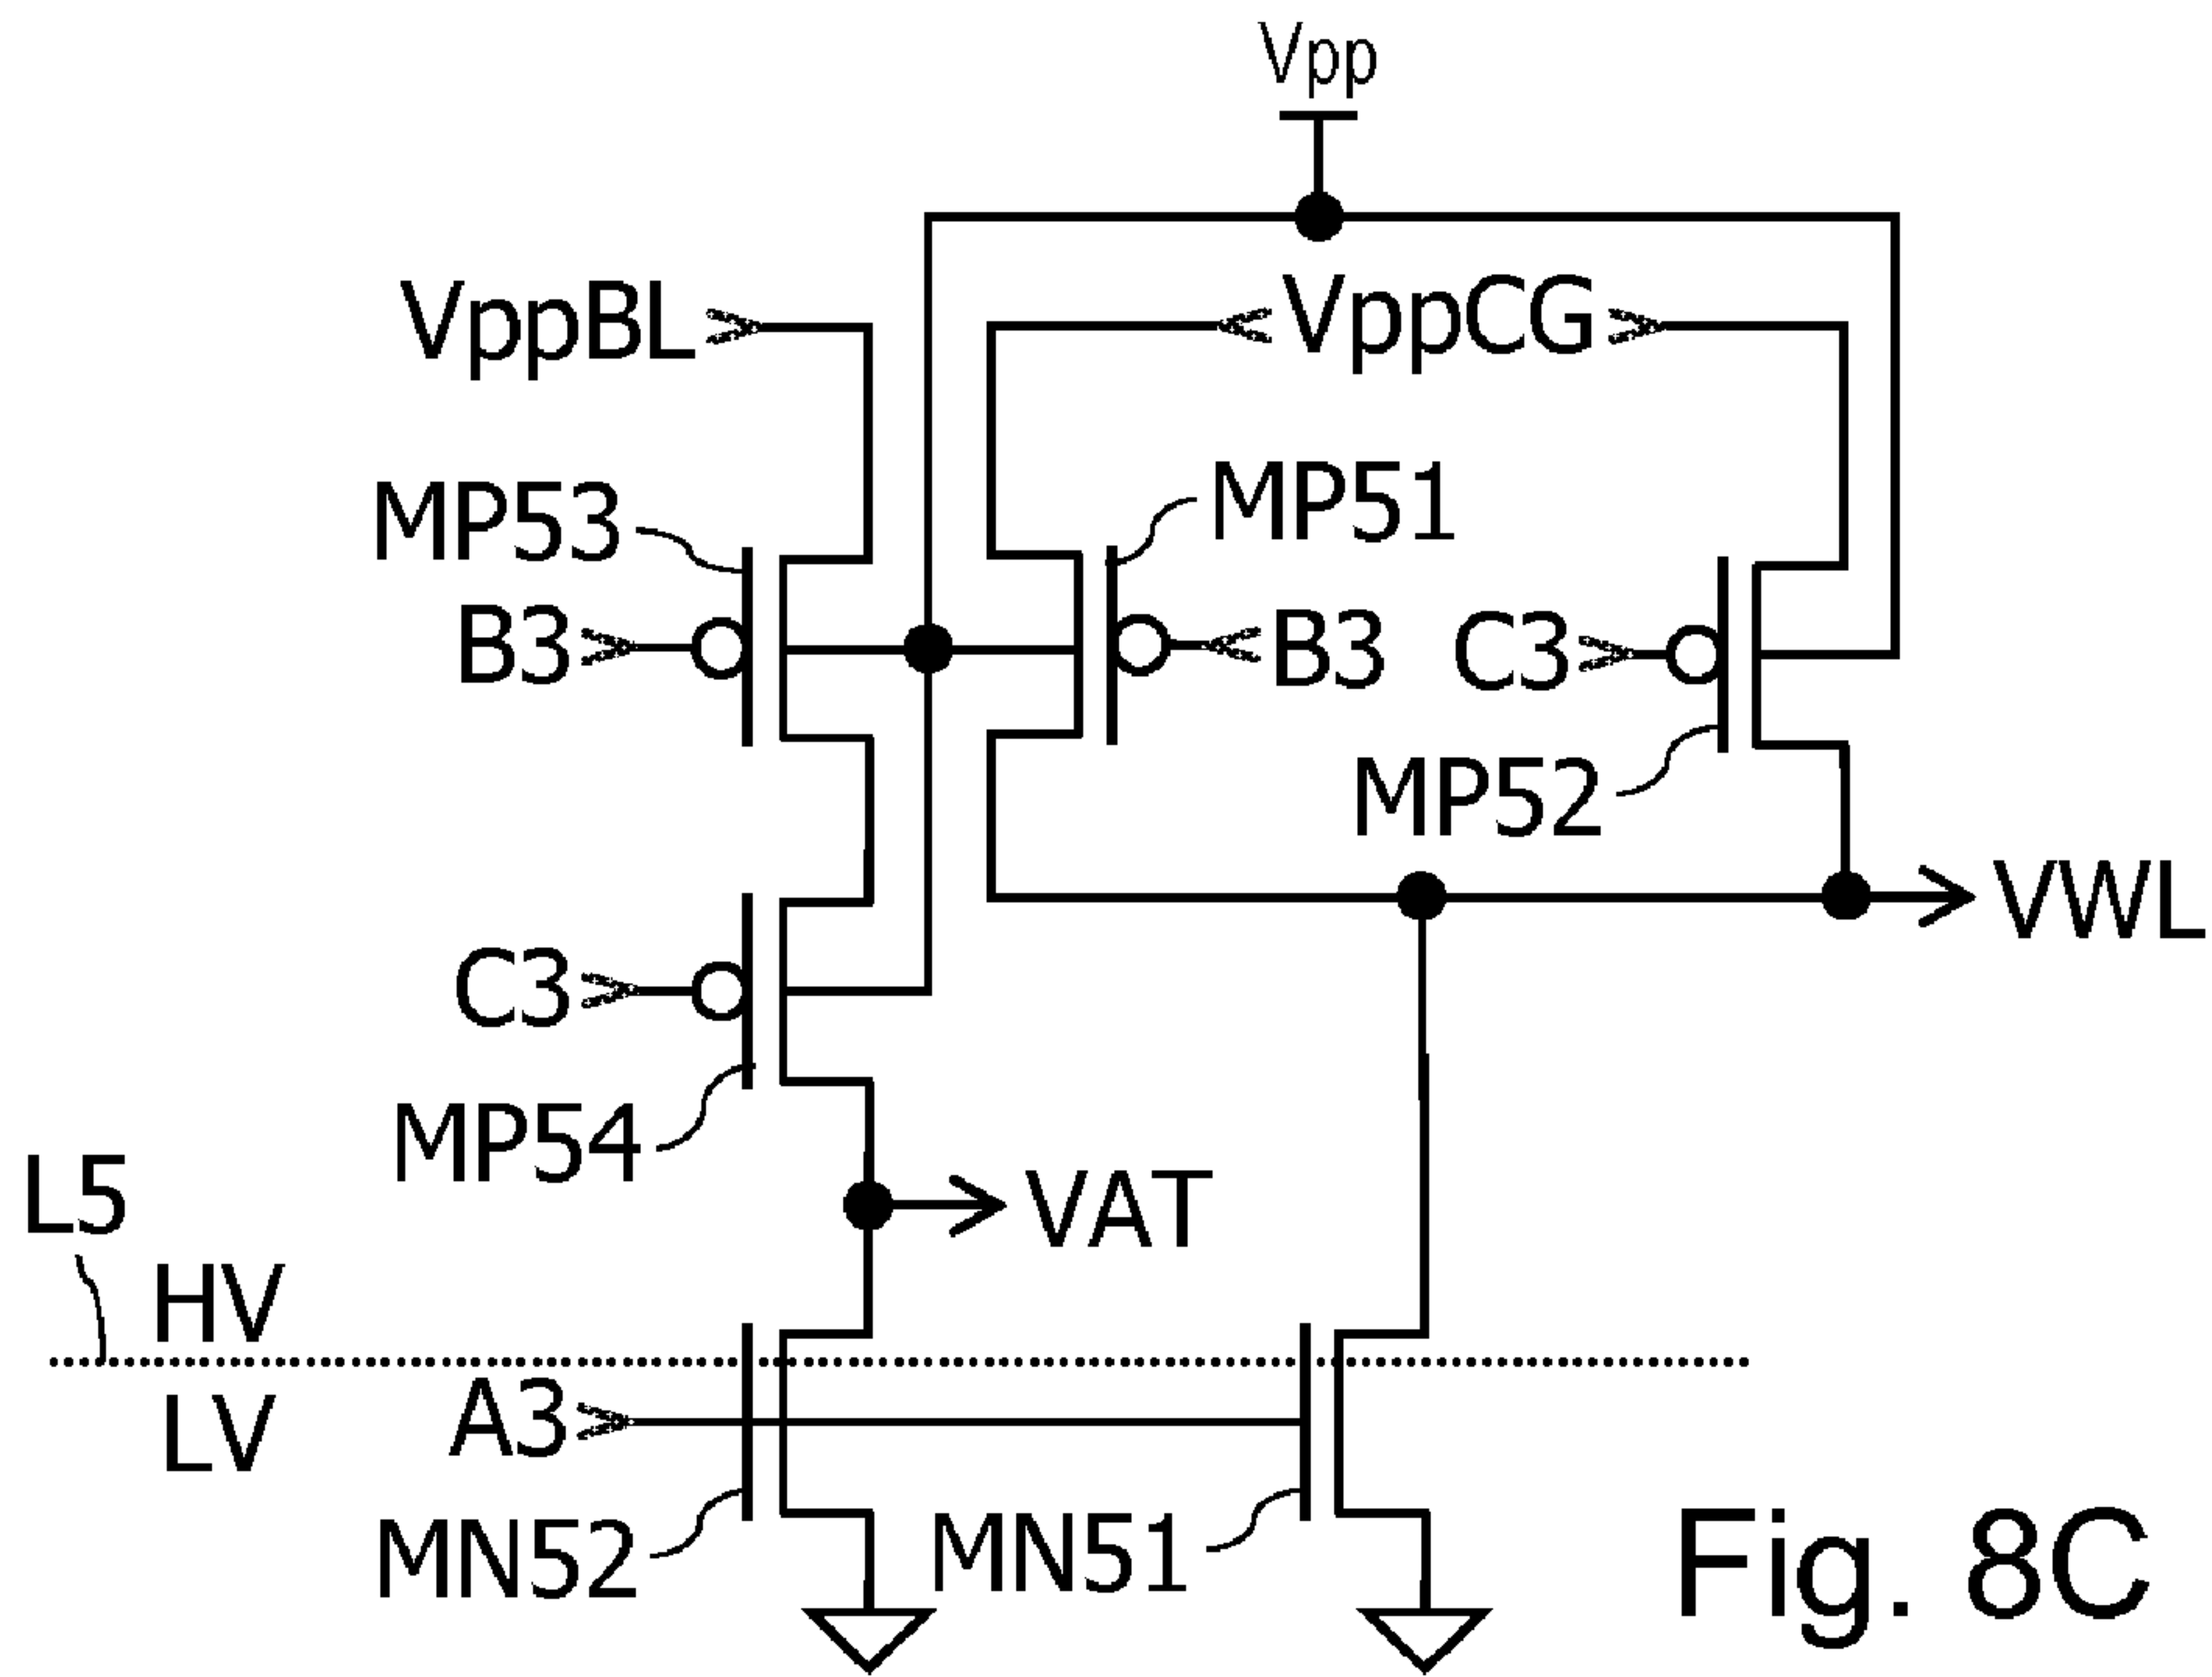 Vpp
VppBL
VppCG
MP53
MP51
B3
B3
C3
MP52
VWL
C3
MP54
VAT
L5
HV
LV
A3
MN52
MN51
Fig. 8C